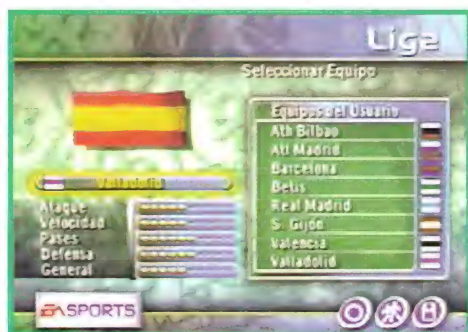 Liga
Seleccionar Equipo
Valladolid
Ataque
Velocidad
Pases
Defensa
General
Equipos del Usuario
Ath Bilbao
Atl Madrid
Barcelona
Betis
Real Madrid
S. Gijón
Valencia
Valladolid
EA SPORTS